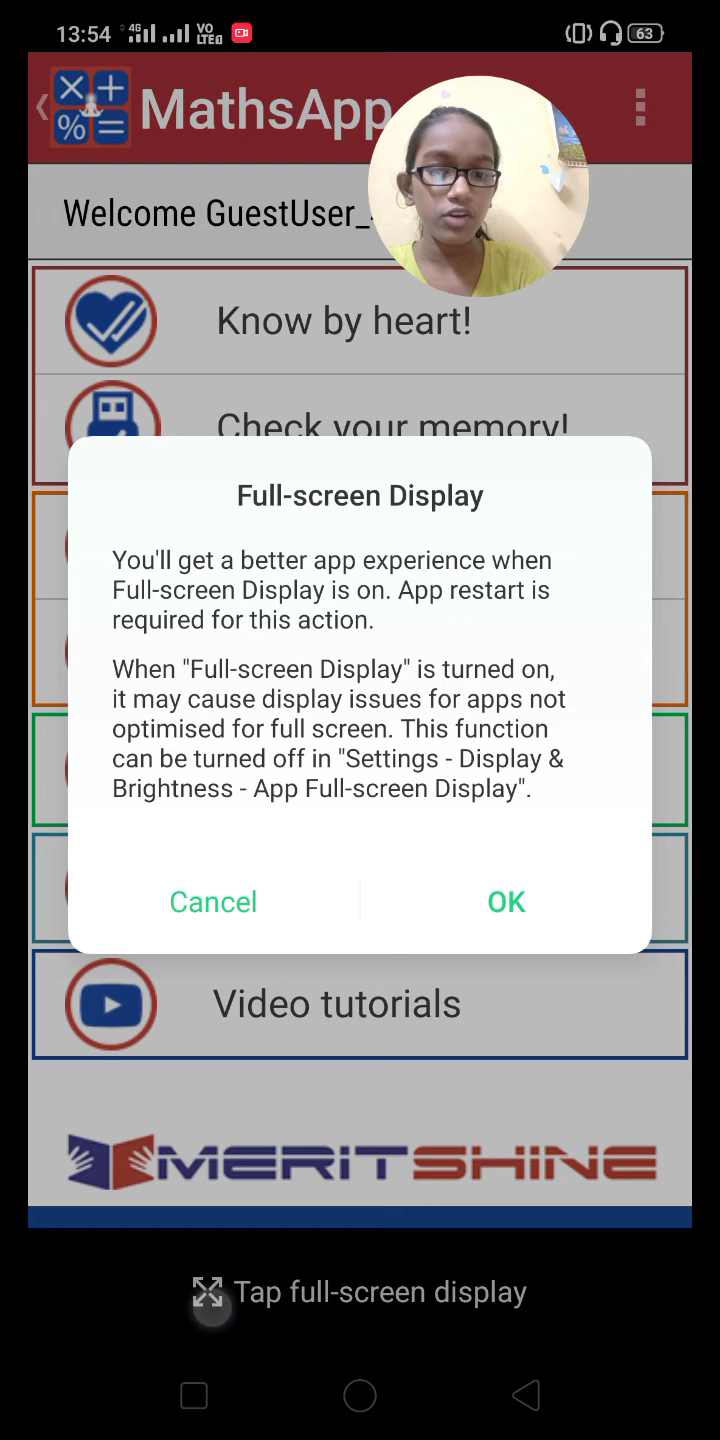 13:54 4G VO LTE 63
MathsApp
Welcome GuestUser_
Know by heart!
Check your memory!
Full-screen Display
You'll get a better app experience when
Full-screen Display is on. App restart is
required for this action.
When "Full-screen Display" is turned on,
it may cause display issues for apps not
optimised for full screen. This function
can be turned off in "Settings - Display &
Brightness - App Full-screen Display".
Cancel OK
Video tutorials
MERITSHINE
Tap full-screen display